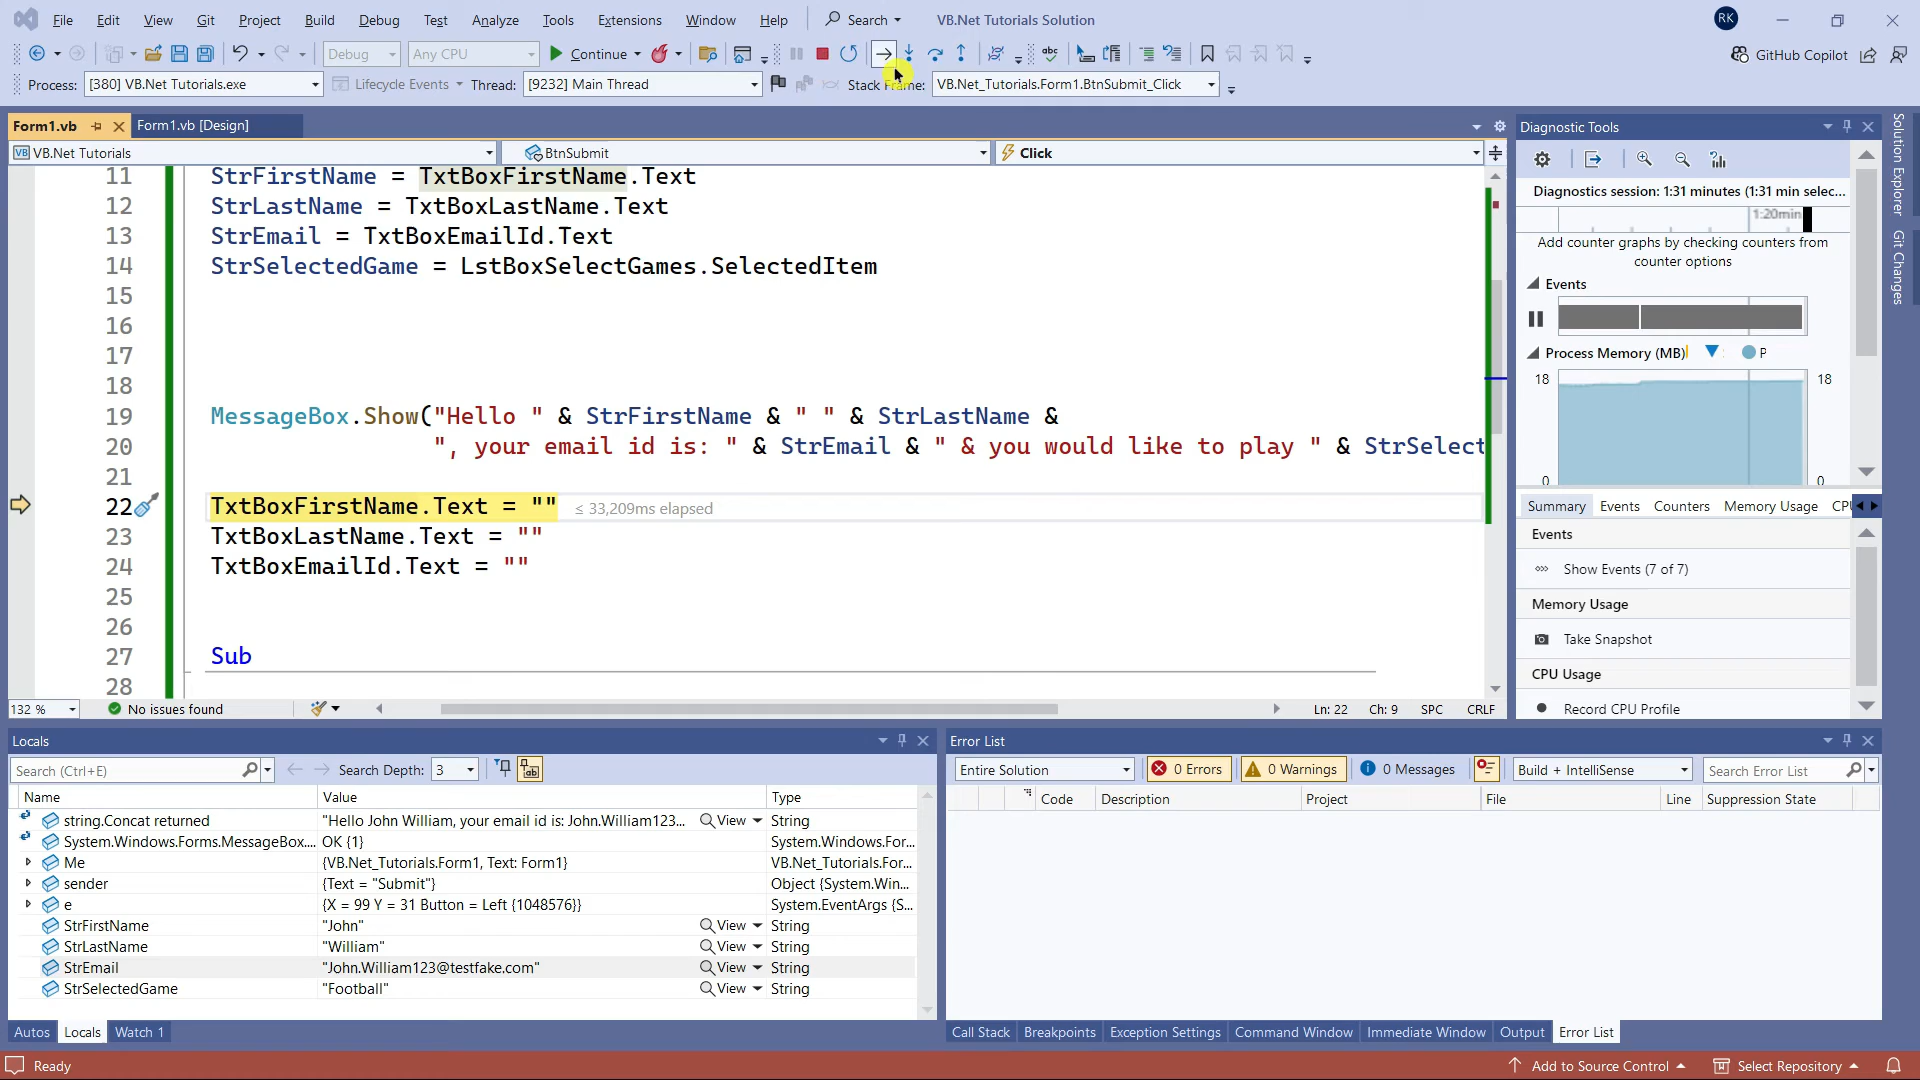 File Edit View Git Project Build Debug Test Analyze Tools Extensions Window Help Search VB.Net Tutorials Solution RK
Debug Any CPU Continue GitHub Copilot
Process: [380] VB.Net Tutorials.exe Lifecycle Events Thread: [9232] Main Thread Stack Frame: VB.Net_Tutorials.Form1.BtnSubmit_Click
Form1.vb Form1.vb [Design]
VB VB.Net Tutorials BtnSubmit Click
11 StrFirstName = TxtBoxFirstName.Text
12 StrLastName = TxtBoxLastName.Text
13 StrEmail = TxtBoxEmailId.Text
14 StrSelectedGame = LstBoxSelectGames.SelectedItem
15
16
17
18
19 MessageBox.Show("Hello " & StrFirstName & " " & StrLastName &
20 ", your email id is: " & StrEmail & " & you would like to play " & StrSelect
21
22 TxtBoxFirstName.Text = "" ≤ 33,209ms elapsed
23 TxtBoxLastName.Text = ""
24 TxtBoxEmailId.Text = ""
25
26
27 Sub
28
132 % No issues found Ln: 22 Ch: 9 SPC CRLF
Diagnostic Tools
Diagnostics session: 1:31 minutes (1:31 min selec...
1:20min
Add counter graphs by checking counters from
counter options
Events
Process Memory (MB) P
18 18
0 0
Summary Events Counters Memory Usage CPU
Events
Show Events (7 of 7)
Memory Usage
Take Snapshot
CPU Usage
Record CPU Profile
Solution Explorer
Git Changes
Locals
Search (Ctrl+E) Search Depth: 3
Name Value Type
string.Concat returned "Hello John William, your email id is: John.William123... View String
System.Windows.Forms.MessageBox.... OK {1} System.Windows.For...
Me {VB.Net_Tutorials.Form1, Text: Form1} VB.Net_Tutorials.For...
sender {Text = "Submit"} Object {System.Win...
e {X = 99 Y = 31 Button = Left {1048576}} System.EventArgs {S...
StrFirstName "John" View String
StrLastName "William" View String
StrEmail "John.William123@testfake.com" View String
StrSelectedGame "Football" View String
Autos Locals Watch 1
Error List
Entire Solution 0 Errors 0 Warnings 0 Messages Build + IntelliSense Search Error List
Code Description Project File Line Suppression State
Call Stack Breakpoints Exception Settings Command Window Immediate Window Output Error List
Ready Add to Source Control Select Repository